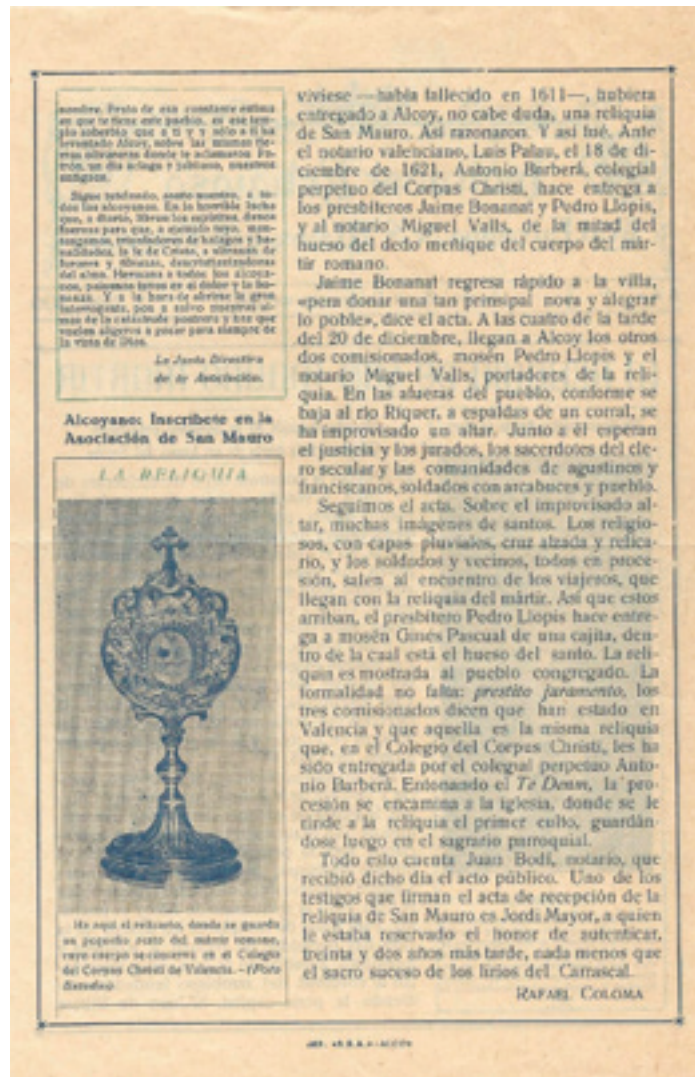 nombre. Fruto de esa constante estima
en que te tiene este pueblo, es ese tem-
plo soberbio que a ti y sólo a ti ha
levantado Alcoy, sobre las mismas
donde te aclamaron Pa-
trón, un día aciago y jubiloso, nuestros
antiguos.
Sigue tendiendo, santo nuestro, a to-
dos los alcoyanos. En la horrible lucha
que, a diario, libran los espíritus, danos
fuerzas para que, a ejemplo tuyo, man-
tengamos, triunfadores de halagos y ba-
nalidades, la fe de Cristo, a
del alma. Hermana a todos los alcoya-
nos,
Y a la hora de abrirse la gran
interrogante, pon a salvo nuestras al-
mas de la y haz que
vuelen ligeros a gozar para siempre de
la vista de Dios.
La Junta Directiva
de la Asociación.
Alcoyano: Inscríbete en la
Asociación de San Mauro
LA RELIQUIA
He aquí el relicario, donde se guarda
un pequeño resto del mártir romano,
cuyo cuerpo se conserva en el Colegio
del Corpus Christi de Valencia. — (Foto
Estudio)
viviese —había fallecido en 1611—, hubiera
entregado a Alcoy, no cabe duda, una reliquia
de San Mauro. Así razonaron. Y así fué. Ante
el notario valenciano, Luis Palau, el 18 de di-
ciembre de 1621, Antonio Barberá, colegial
perpetuo del Corpus Christi, hace entrega a
los presbíteros Jaime Bonanat y Pedro Llopis,
y al notario Miguel Valls, de la mitad del
hueso del dedo meñique del cuerpo del már-
tir romano.
Jaime Bonanat regresa rápido a la villa,
«pera donar una tan prinsipal nova y alegrar
lo poble», dice el acta. A las cuatro de la tarde
del 20 de diciembre, llegan a Alcoy los otros
dos comisionados, mosén Pedro Llopis y el
notario Miguel Valls, portadores de la reli-
quia. En las afueras del pueblo, conforme se
baja al río Riquer, a espaldas de un corral, se
ha improvisado un altar. Junto a él esperan
el justicia y los jurados, los sacerdotes del cle-
ro secular y las comunidades de agustinos y
franciscanos, soldados con arcabuces y pueblo.
Seguimos el acta. Sobre el improvisado al-
tar, muchas imágenes de santos. Los religio-
sos, con capas pluviales, cruz alzada y relica-
rio, y los soldados y vecinos, todos en proce-
sión, salen al encuentro de los viajeros, que
llegan con la reliquia del mártir. Así que estos
arriban, el presbítero Pedro Llopis hace entre-
ga a mosén Ginés Pascual de una cajita, den-
tro de la cual está el hueso del santo. La reli-
quia es mostrada al pueblo congregado. La
formalidad no falta: prestito juramento, los
tres comisionados dicen que han estado en
Valencia y que aquella es la misma reliquia
que, en el Colegio del Corpus Christi, les ha
sido entregada por el colegial perpetuo Anto-
nio Barberá. Entonando el Te Deum, la pro-
cesión se encamina a la iglesia, donde se le
rinde a la reliquia el primer culto, guardán-
dose luego en el sagrario parroquial.
Todo esto cuenta Juan Bodí, notario, que
recibió dicho día el acto público. Uno de los
testigos que firman el acta de recepción de la
reliquia de San Mauro es Jordi Mayor, a quien
le estaba reservado el honor de autenticar,
treinta y dos años más tarde, nada menos que
el sacro suceso de los lirios del Carrascal.
RAFAEL COLOMA